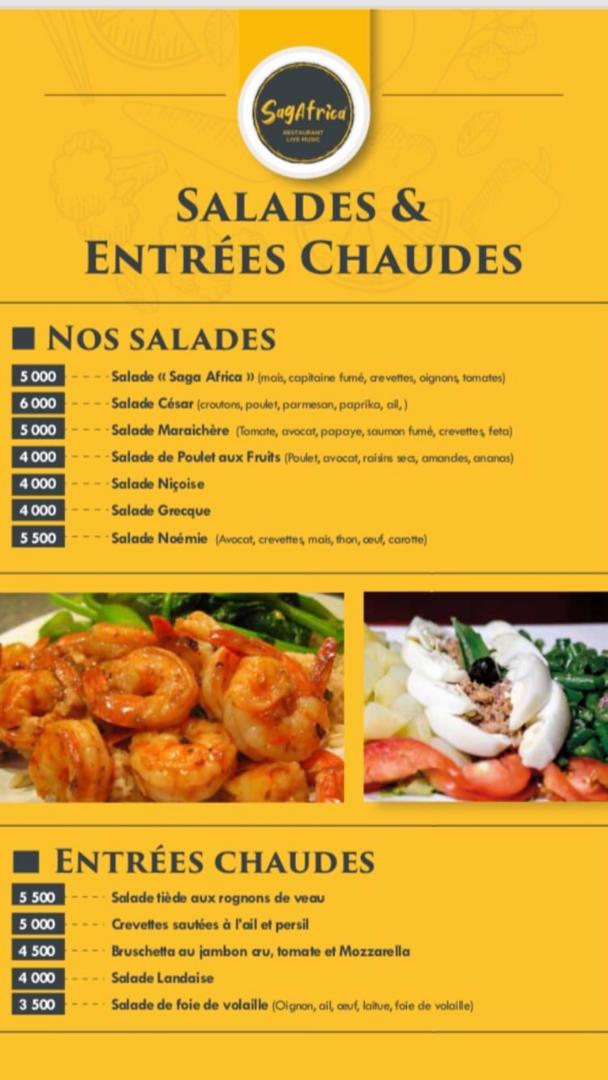 SagAfrica
RESTAURANT
LIVE MUSIC
SALADES &
ENTRÉES CHAUDES
NOS SALADES
5 000 Salade « Saga Africa » (maïs, capitaine fumé, crevettes, oignons, tomates)
6 000 Salade César (croutons, poulet, parmesan, paprika, ail, )
5 000 Salade Maraichère (Tomate, avocat, papaye, saumon fumé, crevettes, feta)
4 000 Salade de Poulet aux Fruits (Poulet, avocat, raisins secs, amandes, ananas)
4 000 Salade Niçoise
4 000 Salade Grecque
5 500 Salade Noémie (Avocat, crevettes, maïs, thon, œuf, carotte)
ENTRÉES CHAUDES
5 500 Salade tiède aux rognons de veau
5 000 Crevettes sautées à l'ail et persil
4 500 Bruschetta au jambon cru, tomate et Mozzarella
4 000 Salade Landaise
3 500 Salade de foie de volaille (Oignon, ail, œuf, laitue, foie de volaille)